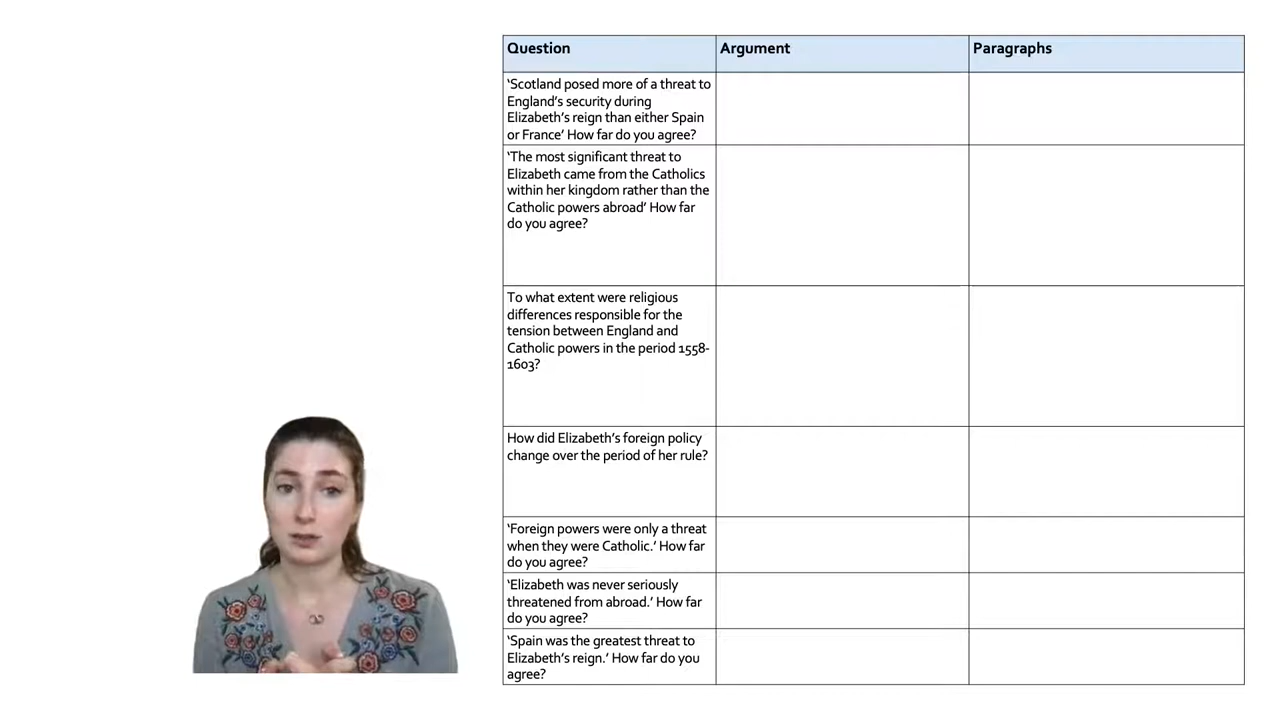 Question
Argument
Paragraphs
‘Scotland posed more of a threat to
England’s security during
Elizabeth’s reign than either Spain
or France’ How far do you agree?
‘The most significant threat to
Elizabeth came from the Catholics
within her kingdom rather than the
Catholic powers abroad’ How far
do you agree?
To what extent were religious
differences responsible for the
tension between England and
Catholic powers in the period 1558-
1603?
How did Elizabeth’s foreign policy
change over the period of her rule?
‘Foreign powers were only a threat
when they were Catholic.’ How far
do you agree?
‘Elizabeth was never seriously
threatened from abroad.’ How far
do you agree?
‘Spain was the greatest threat to
Elizabeth’s reign.’ How far do you
agree?